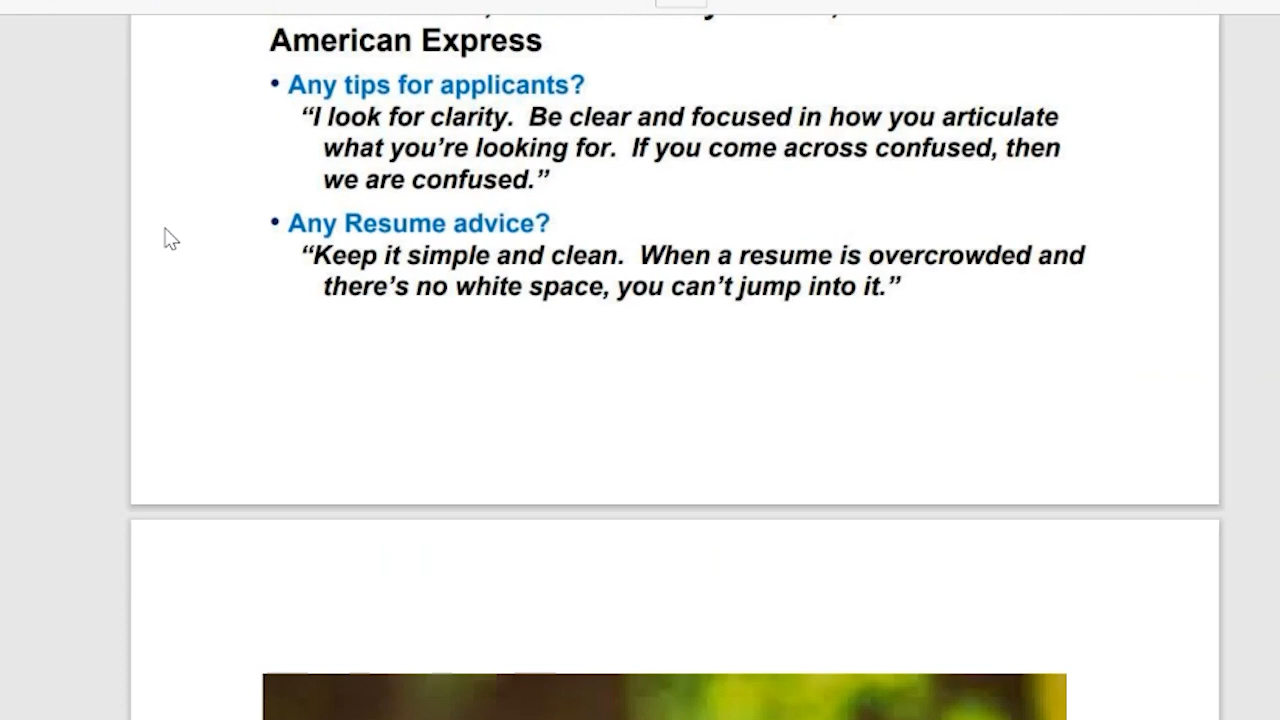 American Express
• Any tips for applicants?
“I look for clarity.  Be clear and focused in how you articulate
what you’re looking for.  If you come across confused, then
we are confused.”
• Any Resume advice?
“Keep it simple and clean.  When a resume is overcrowded and
there’s no white space, you can’t jump into it.”